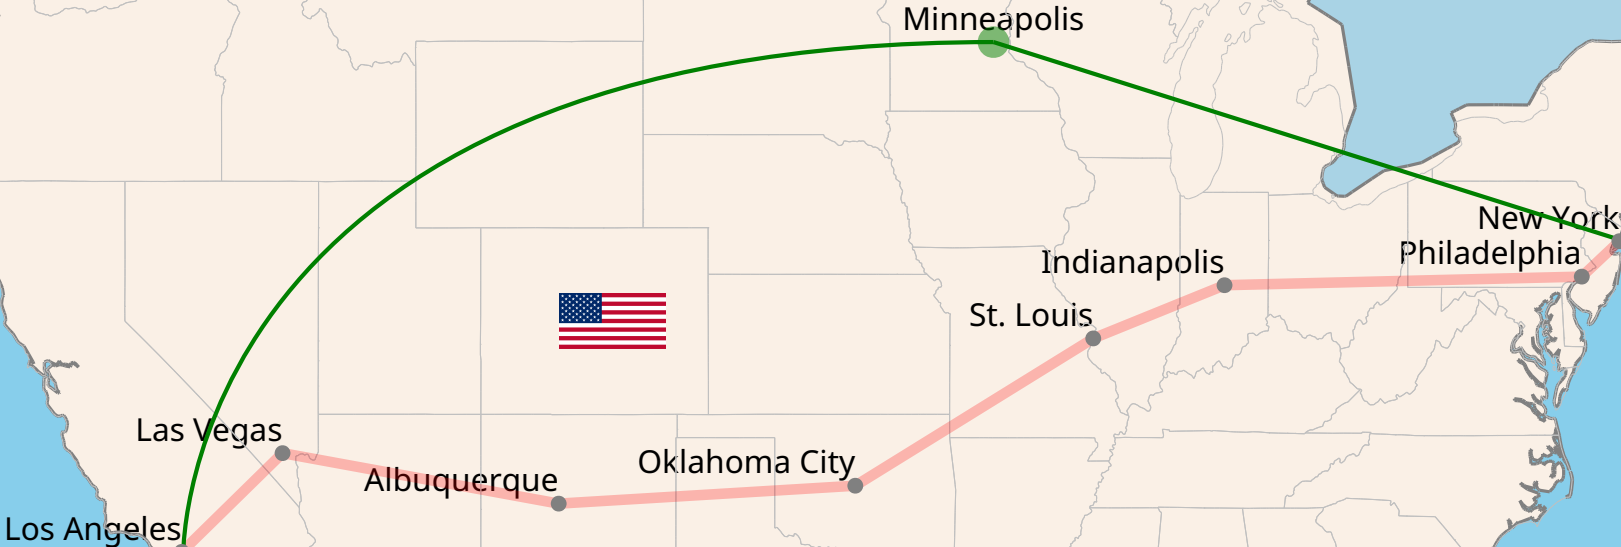 Minneapolis
New York
Philadelphia
Indianapolis
St. Louis
Las Vegas
Oklahoma City
Albuquerque
Los Angeles